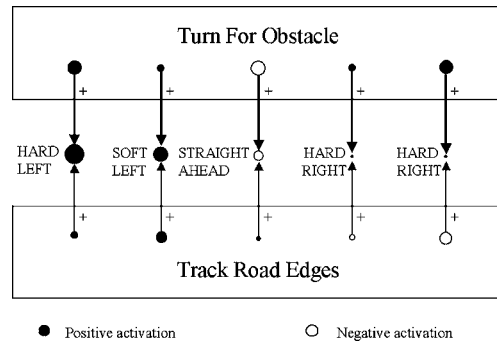 Turn For Obstacle
+ + + + +
HARD LEFT SOFT LEFT STRAIGHT AHEAD HARD RIGHT HARD RIGHT
+ + + + +
Track Road Edges
Positive activation Negative activation